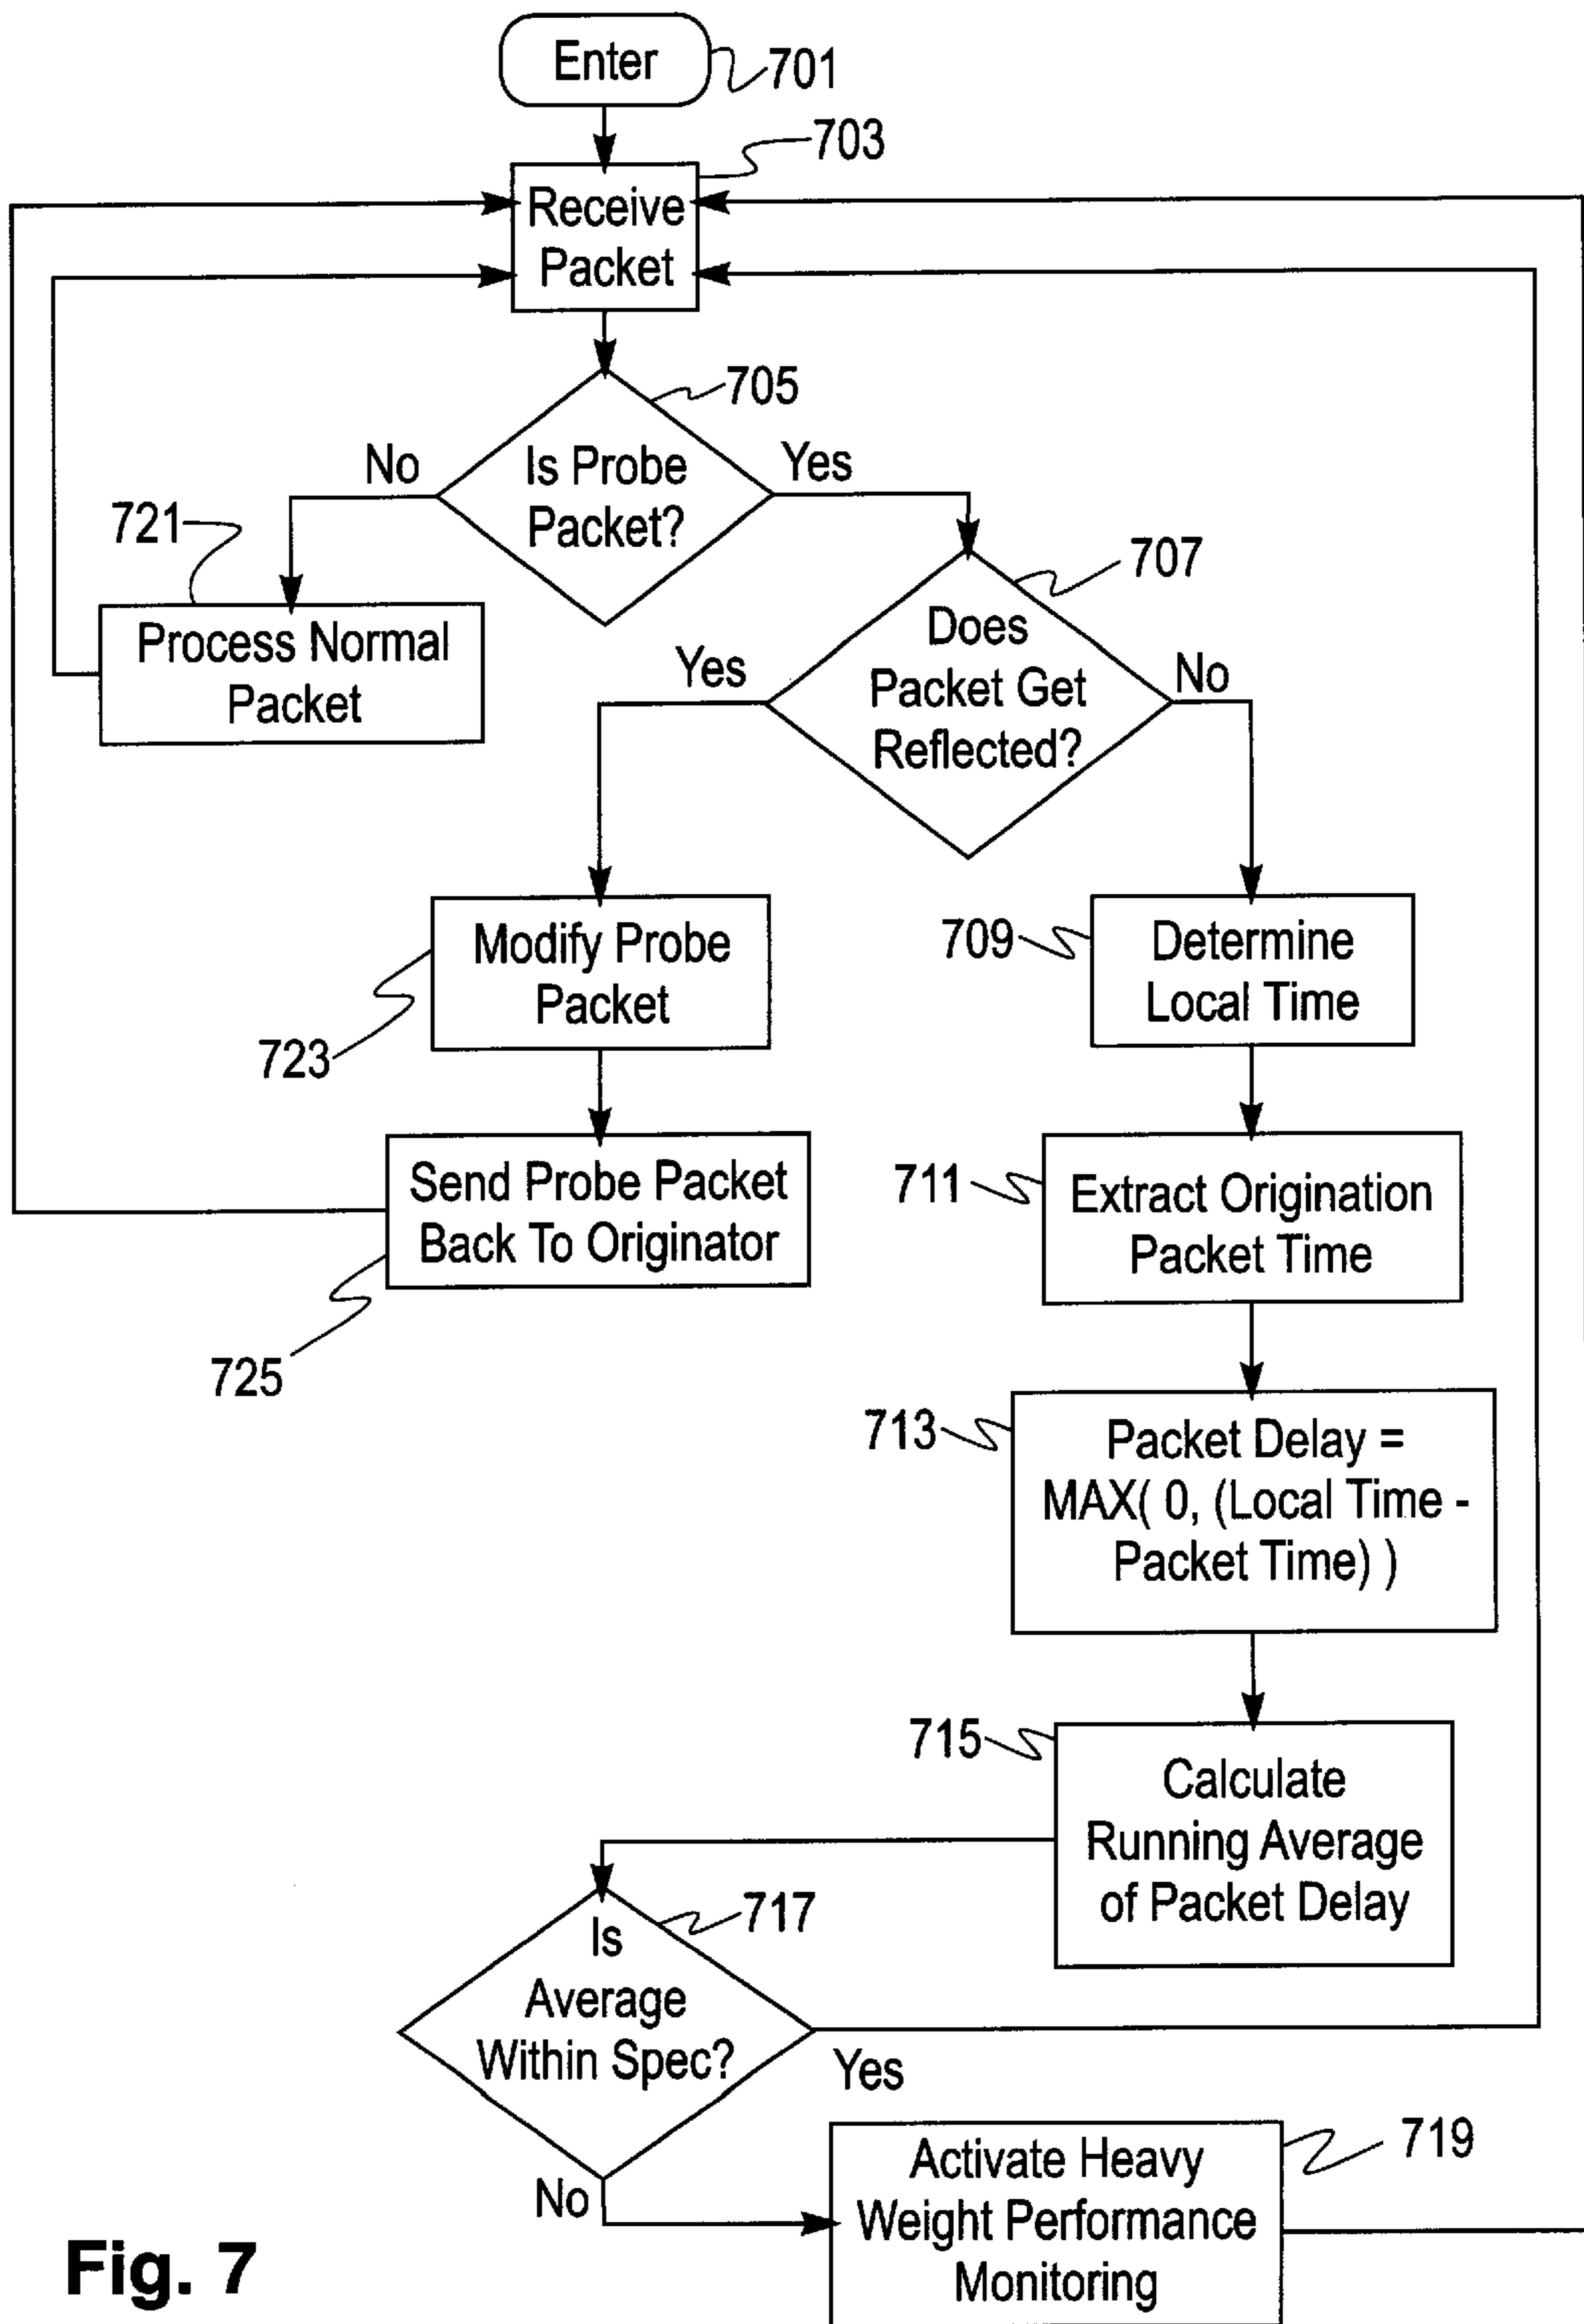 Enter
701
703
Receive
Packet
705
No
Is Probe
Packet?
Yes
721
707
Process Normal
Packet
Does
Packet Get
Reflected?
Yes
No
Modify Probe
Packet
723
709
Determine
Local Time
Send Probe Packet
Back To Originator
725
711
Extract Origination
Packet Time
713
Packet Delay =
MAX( 0, (Local Time -
Packet Time) )
715
Calculate
Running Average
of Packet Delay
717
Is
Average
Within Spec?
Yes
No
719
Activate Heavy
Weight Performance
Monitoring
Fig. 7